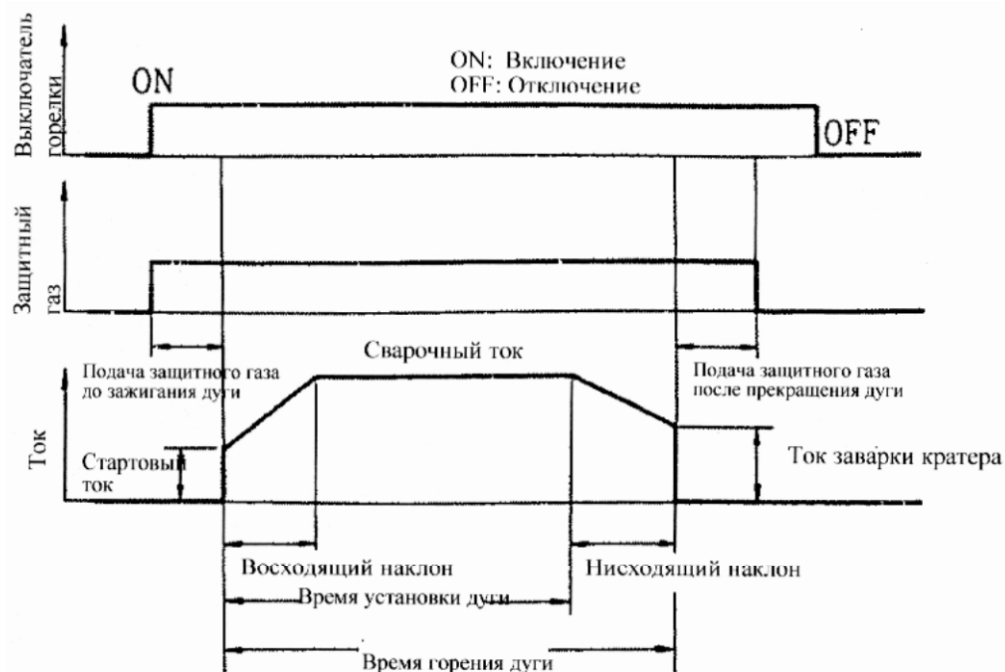 Выключатель
горелки
ON
ON: Включение
OFF: Отключение
OFF
Защитный
газ
Подача защитного газа
до зажигания дуги
Сварочный ток
Подача защитного газа
после прекращения дуги
Ток
Стартовый
ток
Ток заварки кратера
Восходящий наклон
Нисходящий наклон
Время установки дуги
Время горения дуги